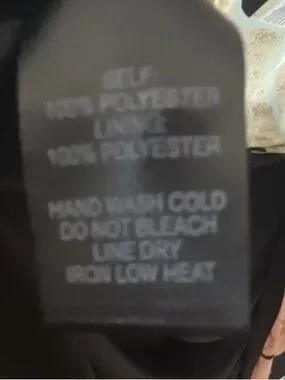 SELF:
100% POLYESTER
LINING:
100% POLYESTER
HAND WASH COLD
DO NOT BLEACH
LINE DRY
IRON LOW HEAT